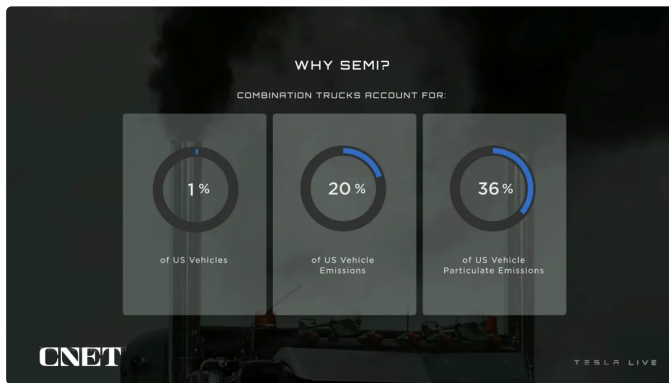 WHY SEMI?
COMBINATION TRUCKS ACCOUNT FOR:
1 %
of US Vehicles
20 %
of US Vehicle
Emissions
36 %
of US Vehicle
Particulate Emissions
CNET
TESLA LIVE